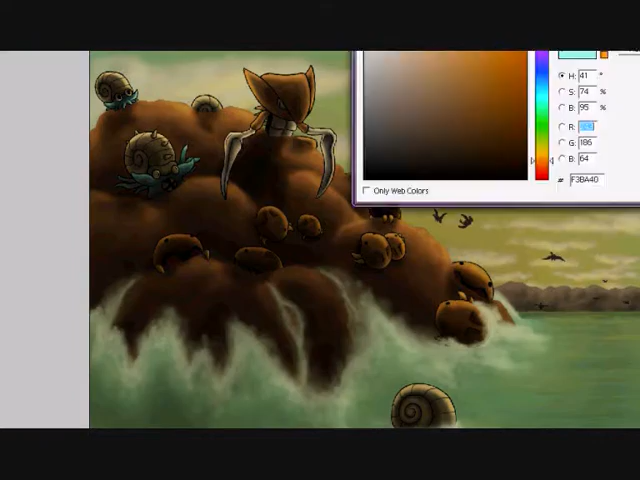 H: 41 °
S: 74 %
B: 95 %
R:
G: 186
B: 64
# F3BA40
Only Web Colors